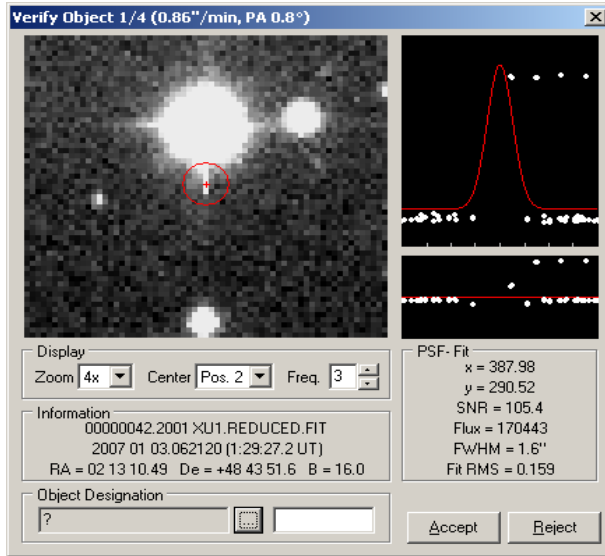 Verify Object 1/4 (0.86"/min, PA 0.8°)
Display
Zoom 4x Center Pos. 2 Freq. 3
Information
00000042.2001 XU1.REDUCED.FIT
2007 01 03.062120 (1:29:27.2 UT)
RA = 02 13 10.49 De = +48 43 51.6 B = 16.0
Object Designation
? ...
PSF- Fit
x = 387.98
y = 290.52
SNR = 105.4
Flux = 170443
FWHM = 1.6"
Fit RMS = 0.159
Accept Reject